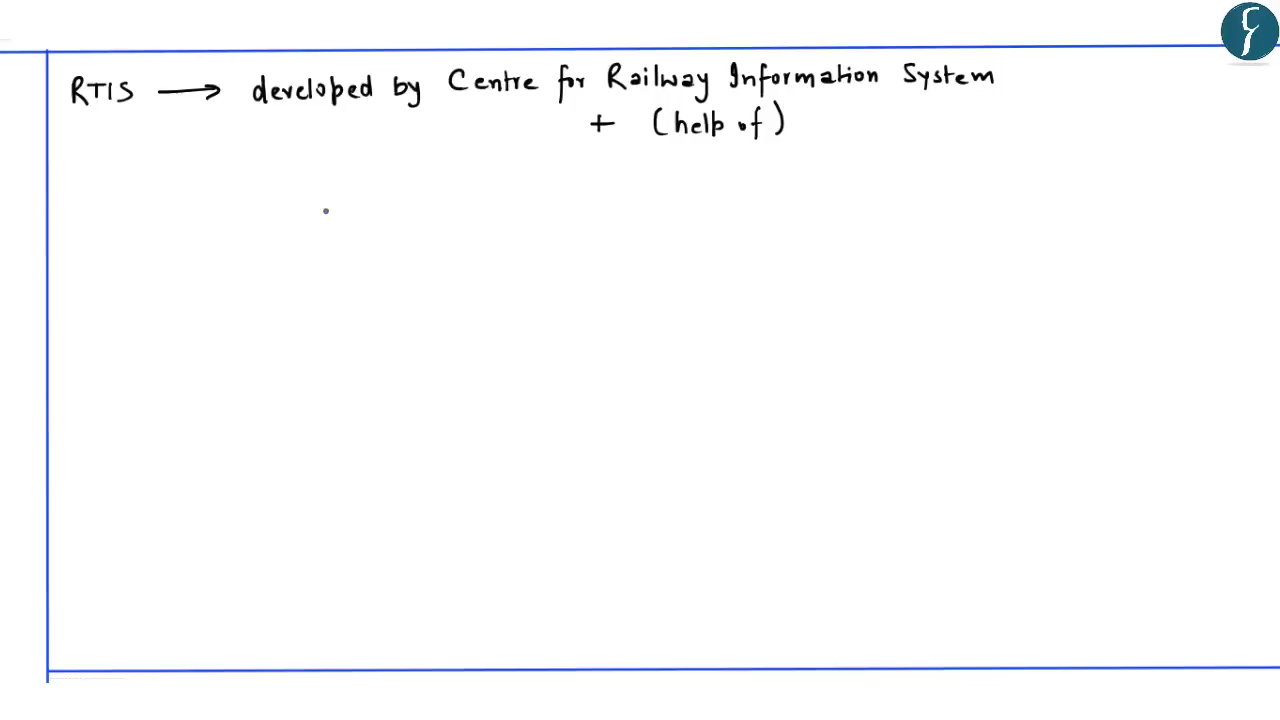 RTIS → developed by Centre for Railway Information System
+ (help of)